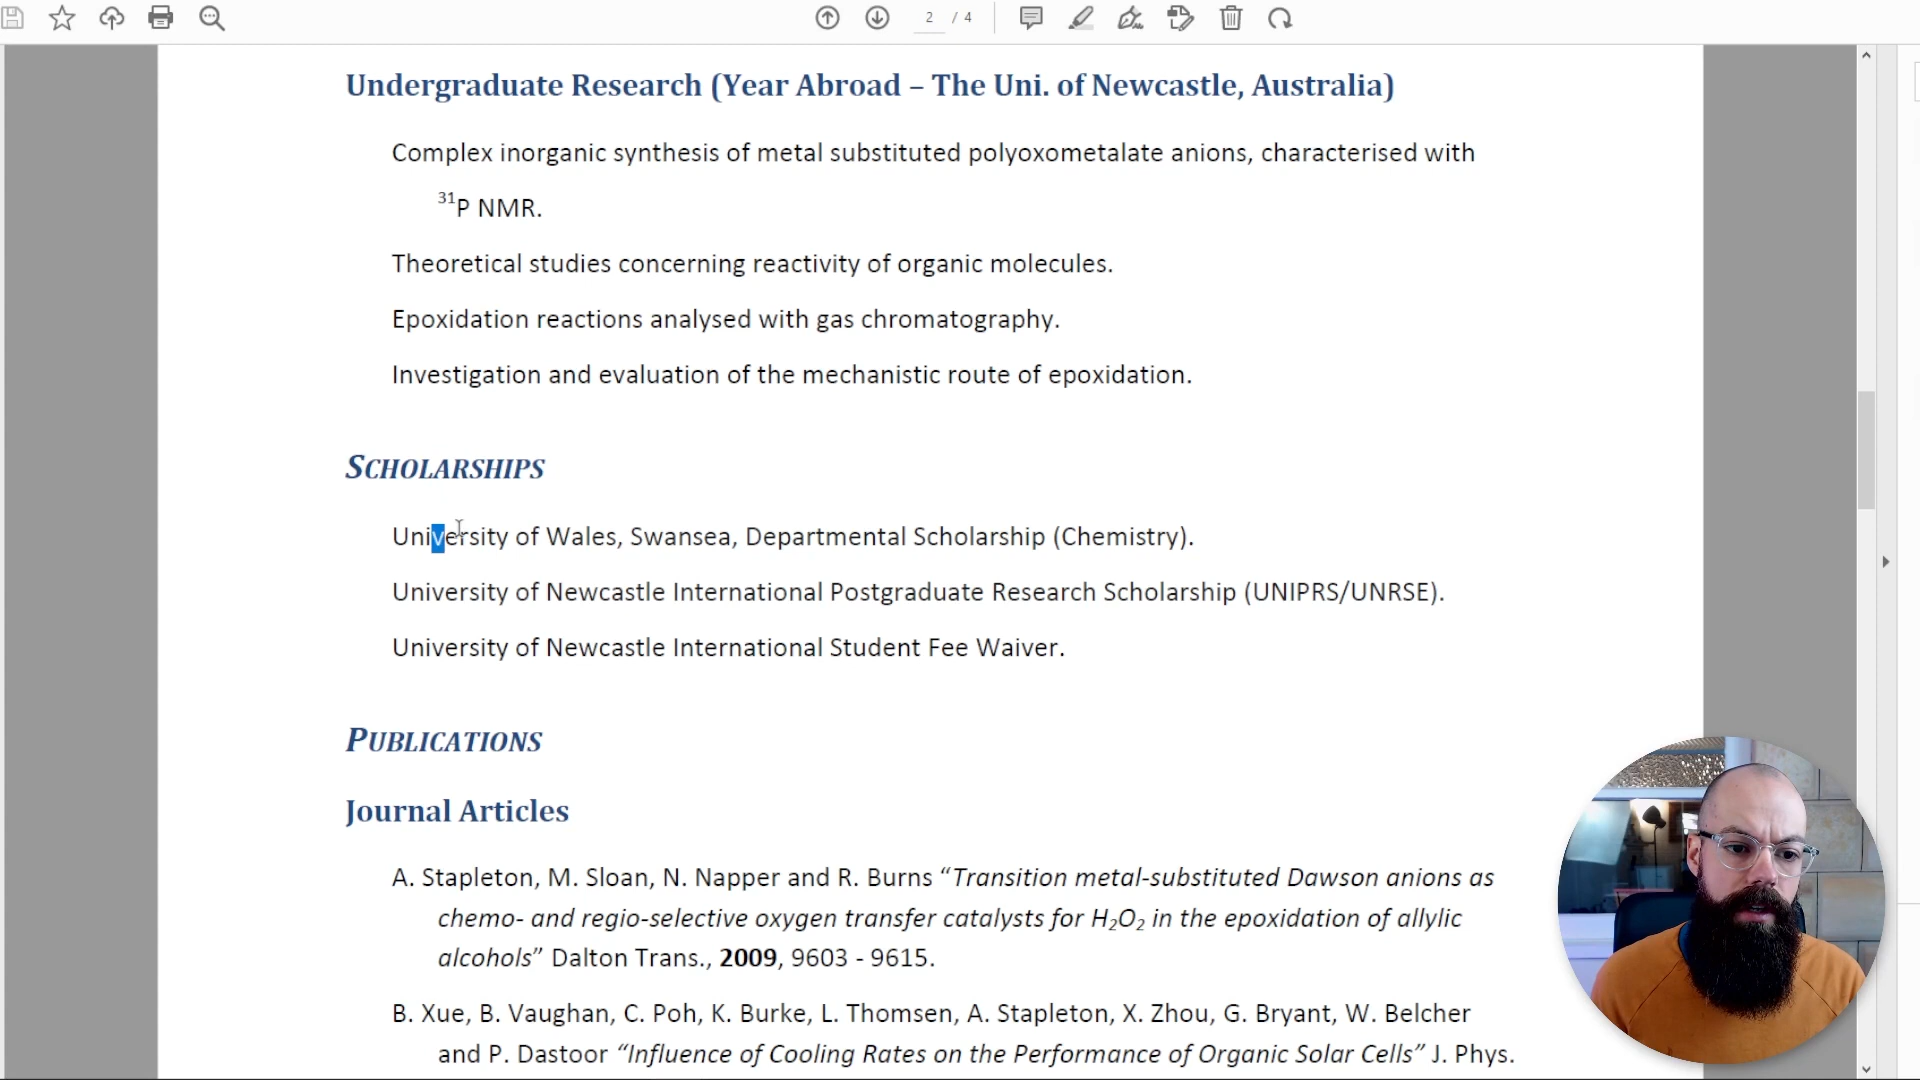 2 / 4
Undergraduate Research (Year Abroad – The Uni. of Newcastle, Australia)
Complex inorganic synthesis of metal substituted polyoxometalate anions, characterised with
³¹P NMR.
Theoretical studies concerning reactivity of organic molecules.
Epoxidation reactions analysed with gas chromatography.
Investigation and evaluation of the mechanistic route of epoxidation.
SCHOLARSHIPS
University of Wales, Swansea, Departmental Scholarship (Chemistry).
University of Newcastle International Postgraduate Research Scholarship (UNIPRS/UNRSE).
University of Newcastle International Student Fee Waiver.
PUBLICATIONS
Journal Articles
A. Stapleton, M. Sloan, N. Napper and R. Burns “Transition metal-substituted Dawson anions as
chemo- and regio-selective oxygen transfer catalysts for H₂O₂ in the epoxidation of allylic
alcohols” Dalton Trans., 2009, 9603 - 9615.
B. Xue, B. Vaughan, C. Poh, K. Burke, L. Thomsen, A. Stapleton, X. Zhou, G. Bryant, W. Belcher
and P. Dastoor “Influence of Cooling Rates on the Performance of Organic Solar Cells” J. Phys.